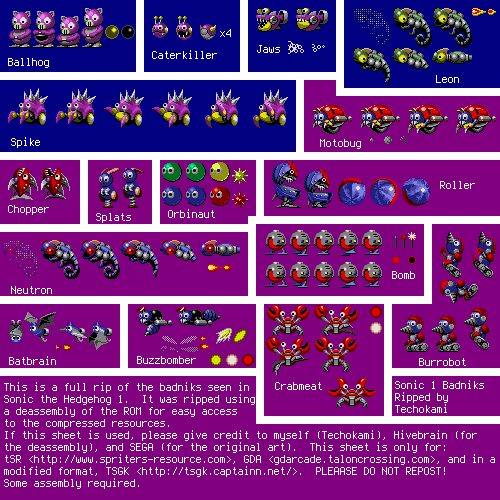 Ballhog
Caterkiller
x4
Jaws
Leon
Spike
Motobug
Chopper
Splats
Orbinaut
Roller
Neutron
Bomb
Batbrain
Buzzbomber
Crabmeat
Burrobot
This is a full rip of the badniks seen in
Sonic the Hedgehog 1. It was ripped using
a deassembly of the ROM for easy access
to the compressed resources.
If this sheet is used, please give credit to myself (Techokami), Hivebrain (for
the deassembly), and SEGA (for the original art). This sheet is only for:
tSR <http://www.spriters-resource.com>, GDA <gdarcade.taloncrossing.com>, and in a
modified format, TSGK <http://tsgk.captainn.net/>. PLEAASE DO NOT REPOST!
Some assembly required.
Sonic 1 Badniks
Ripped by
Techokami